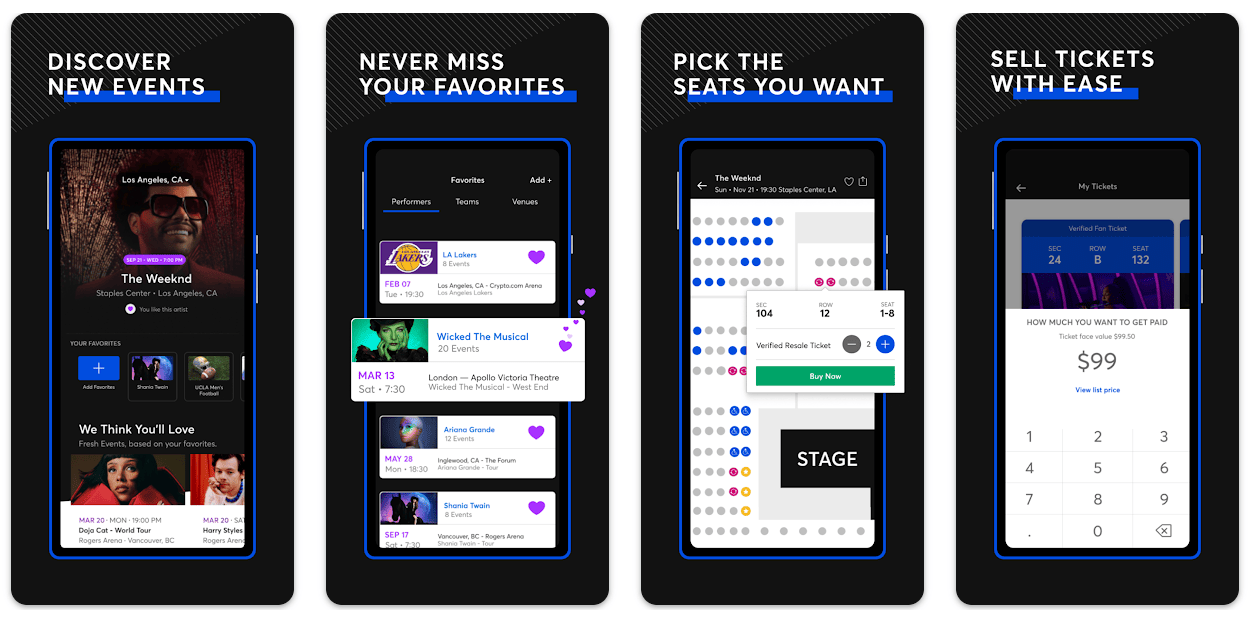 DISCOVER
NEW EVENTS
Los Angeles, CA
SEP 21 - WED - 7:00 PM
The Weeknd
Staples Center • Los Angeles, CA
You like this artist
YOUR FAVORITES
Add Favorites
Shania Twain
UCLA Men's
Football
We Think You'll Love
Fresh Events, based on your favorites.
MAR 20 · MON · 19:00 PM
Doja Cat - World Tour
Rogers Arena · Vancouver, BC
MAR 20 · SA
Harry Styles
Rogers Arena
NEVER MISS
YOUR FAVORITES
Favorites
Add +
Performers Teams Venues
LAKERS
LA Lakers
8 Events
FEB 07
Tue • 19:30
Los Angeles, CA - Crypto.com Arena
Los Angeles Lakers
Wicked The Musical
20 Events
MAR 13
Sat • 7:30
London — Apollo Victoria Theatre
Wicked The Musical - West End
Ariana Grande
12 Events
MAY 28
Mon • 18:30
Inglewood, CA - The Forum
Ariana Grande - Tour
Shania Twain
8 Events
SEP 17
Sat • 7:30
Vancouver, BC - Rogers Arena
Shania Twain - Tour
PICK THE
SEATS YOU WANT
The Weeknd
Sun • Nov 21 • 19:30 Staples Center, LA
SEC ROW SEAT
104 12 1-8
Verified Resale Ticket
2
Buy Now
STAGE
SELL TICKETS
WITH EASE
My Tickets
Verified Fan Ticket
SEC ROW SEAT
24 B 132
HOW MUCH YOU WANT TO GET PAID
Ticket face value $99.50
$99
View list price
1 2 3
4 5 6
7 8 9
. 0